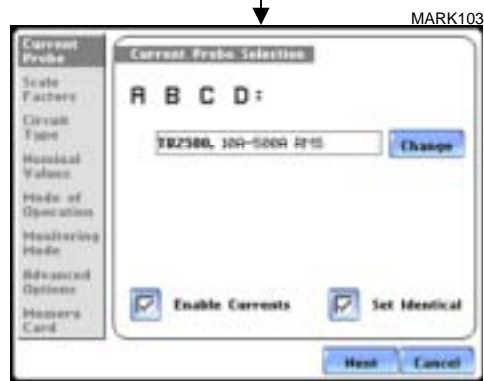 MARK103
Current Probe
Current Probe Selection
Scale Factors
A B C D:
Circuit Type
TR2500, 10A-500A RMS
Change
Nominal Values
Mode of Operation
Monitoring Mode
Advanced Options
Enable Currents
Set Identical
Memory Card
Next
Cancel